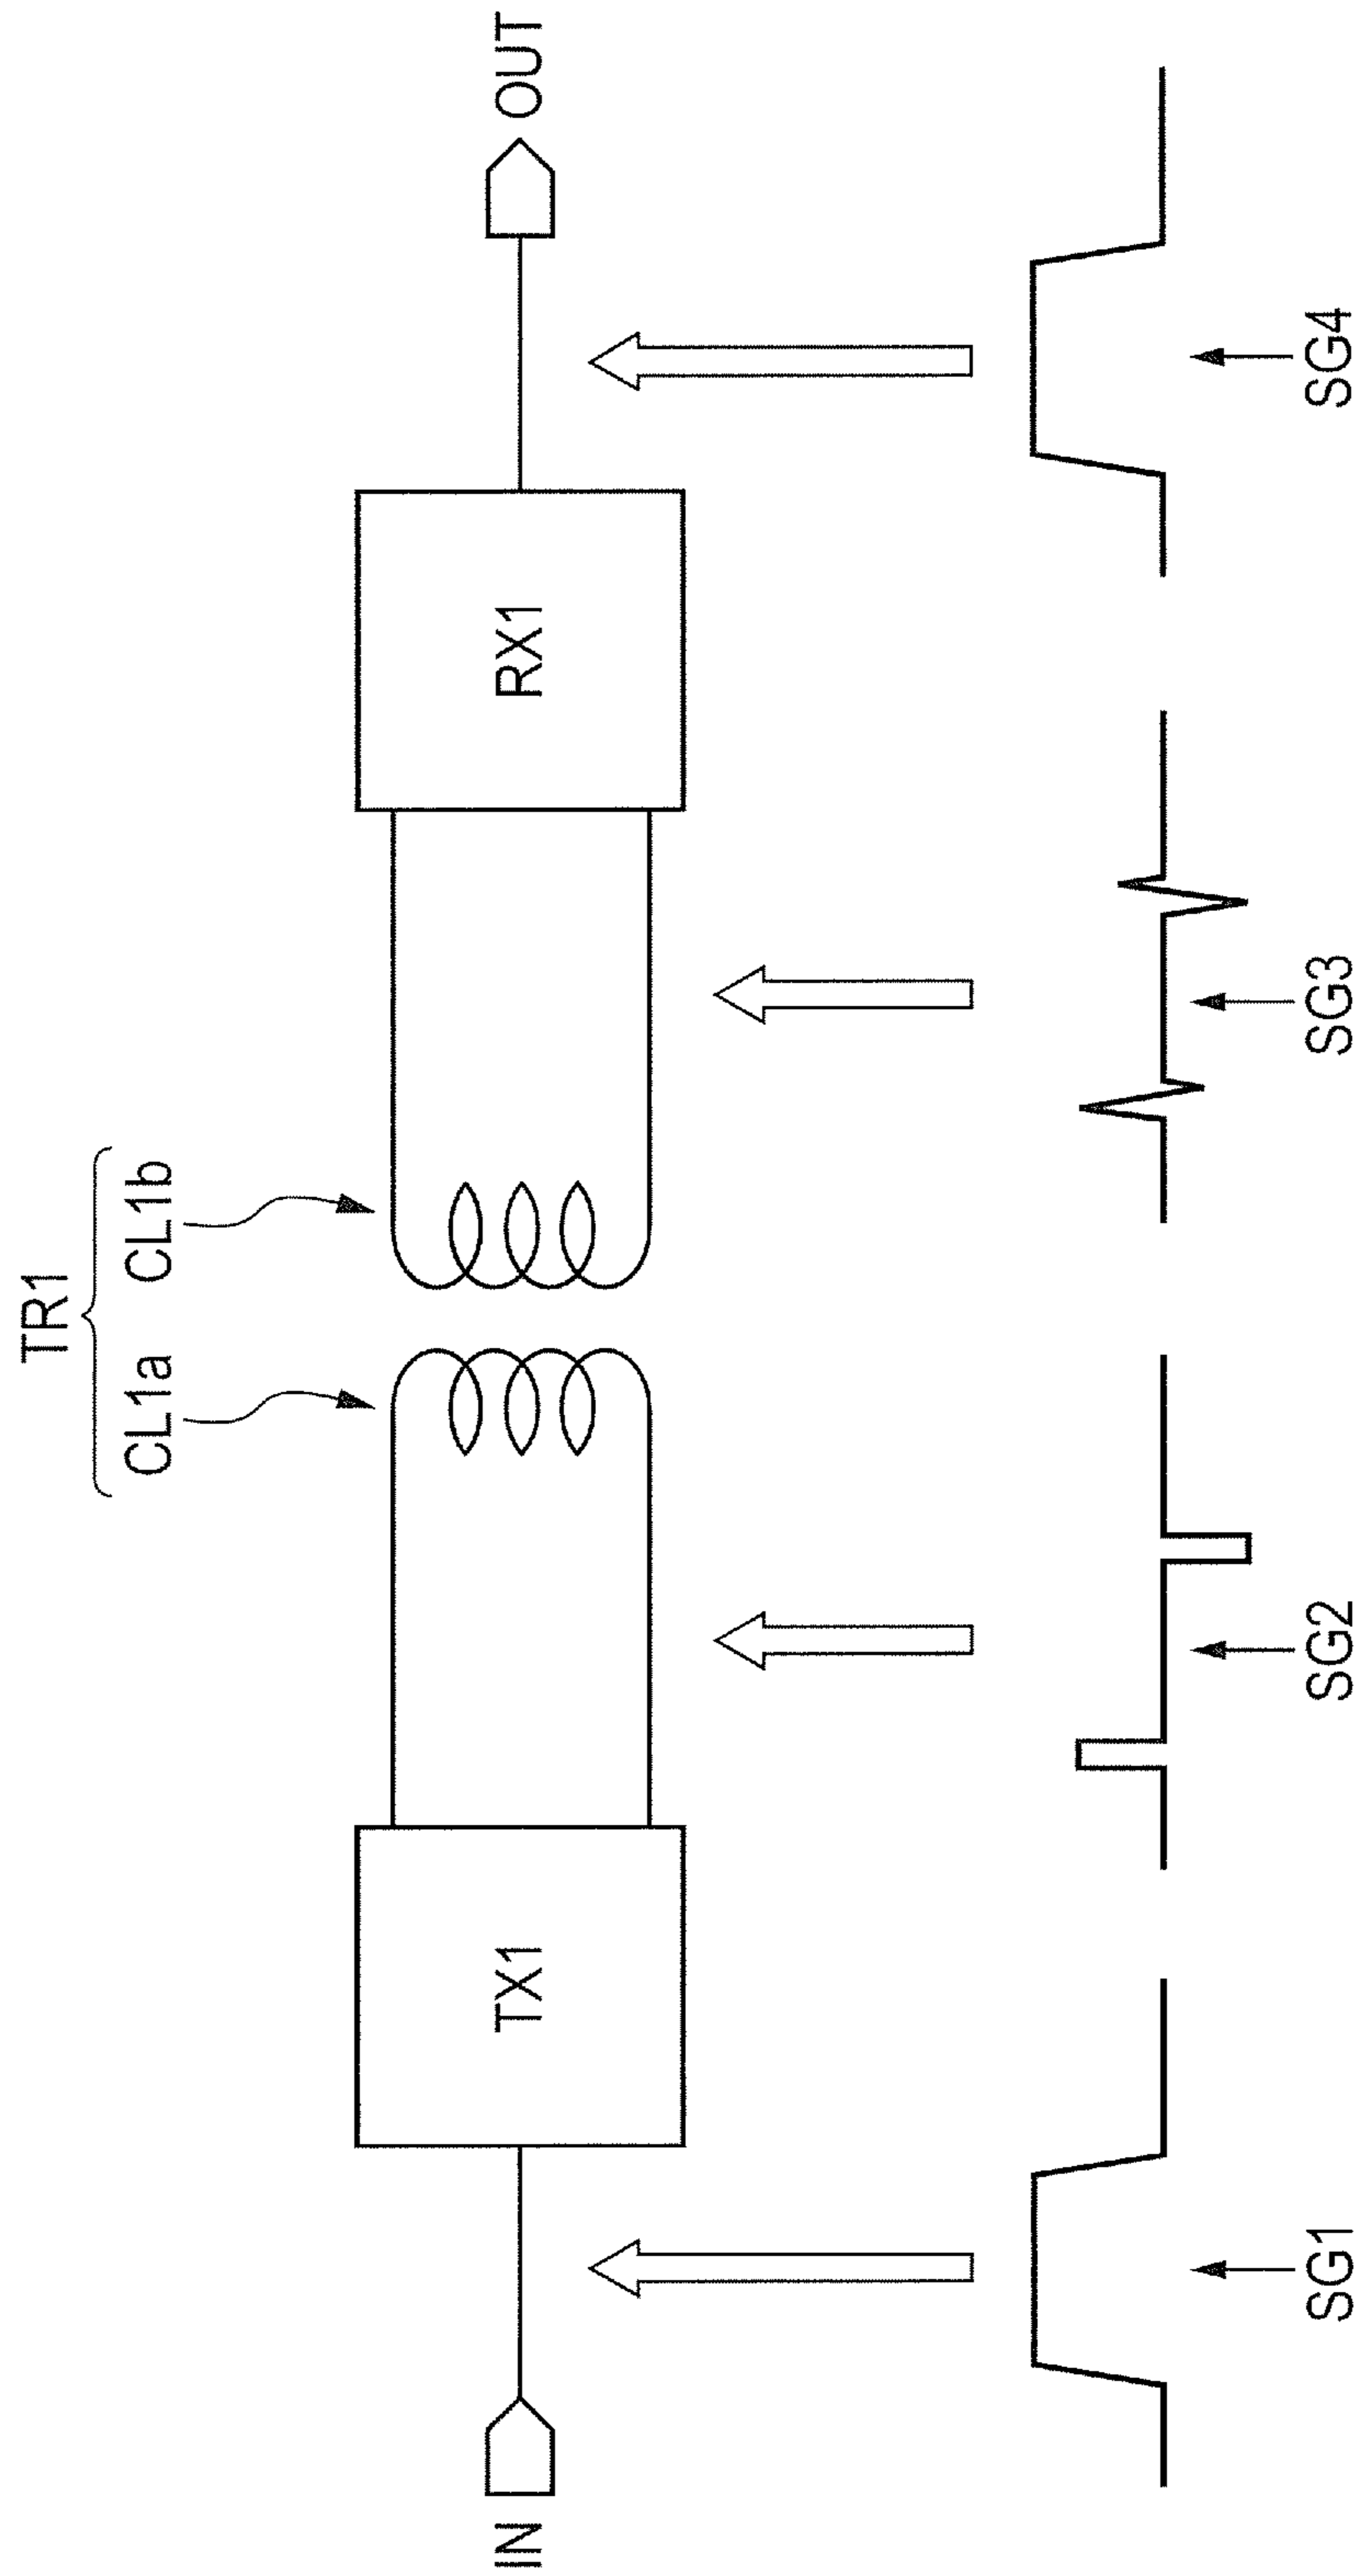 TR1
CL1a CL1b
IN
TX1
RX1
OUT
SG1
SG2
SG3
SG4